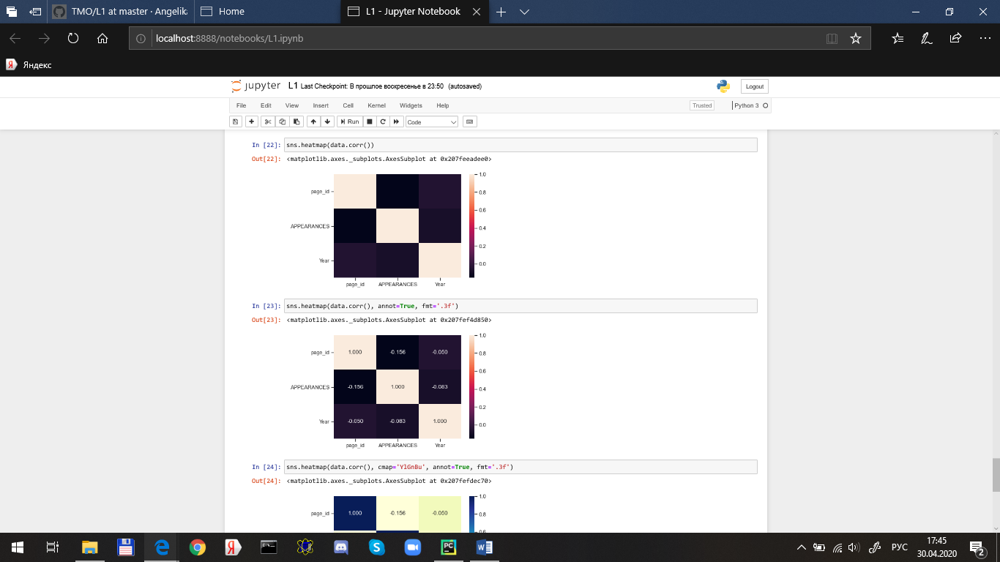 TMO/L1 at master · Angelika
Home
L1 - Jupyter Notebook
localhost:8888/notebooks/L1.ipynb
Яндекс
jupyter L1 Last Checkpoint: В прошлое воскресенье в 23:50 (autosaved)
Logout
File Edit View Insert Cell Kernel Widgets Help
Trusted
Python 3
Run
Code
In [22]: sns.heatmap(data.corr())
Out[22]: <matplotlib.axes._subplots.AxesSubplot at 0x207feeadee0>
1.0
page_id
0.8
0.6
APPEARANCES
0.4
0.2
Year
0.0
page_id APPEARANCES Year
In [23]: sns.heatmap(data.corr(), annot=True, fmt='.3f')
Out[23]: <matplotlib.axes._subplots.AxesSubplot at 0x207fef4d850>
1.0
page_id 1.000 -0.156 -0.050
0.8
0.6
APPEARANCES -0.156 1.000 -0.083
0.4
0.2
Year -0.050 -0.083 1.000
0.0
page_id APPEARANCES Year
In [24]: sns.heatmap(data.corr(), cmap='YlGnBu', annot=True, fmt='.3f')
Out[24]: <matplotlib.axes._subplots.AxesSubplot at 0x207fefdec70>
1.0
page_id 1.000 -0.156 -0.050
0.8
0.6
РУС
17:45
30.04.2020
2